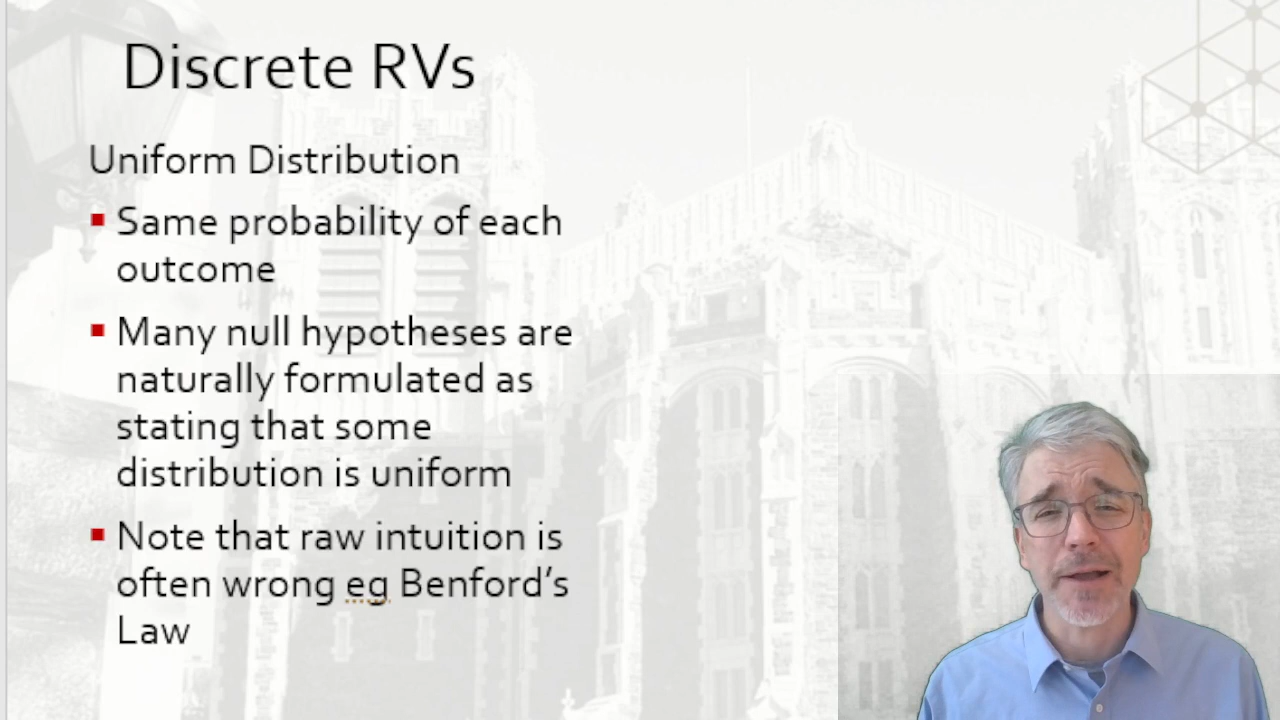 Discrete RVs
Uniform Distribution
Same probability of each
outcome
Many null hypotheses are
naturally formulated as
stating that some
distribution is uniform
Note that raw intuition is
often wrong eg Benford’s
Law